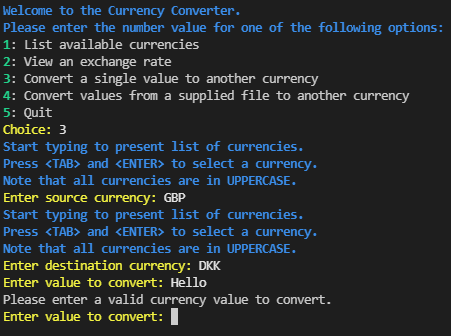 Welcome to the Currency Converter.
Please enter the number value for one of the following options:
1: List available currencies
2: View an exchange rate
3: Convert a single value to another currency
4: Convert values from a supplied file to another currency
5: Quit
Choice: 3
Start typing to present list of currencies.
Press <TAB> and <ENTER> to select a currency.
Note that all currencies are in UPPERCASE.
Enter source currency: GBP
Start typing to present list of currencies.
Press <TAB> and <ENTER> to select a currency.
Note that all currencies are in UPPERCASE.
Enter destination currency: DKK
Enter value to convert: Hello
Please enter a valid currency value to convert.
Enter value to convert: